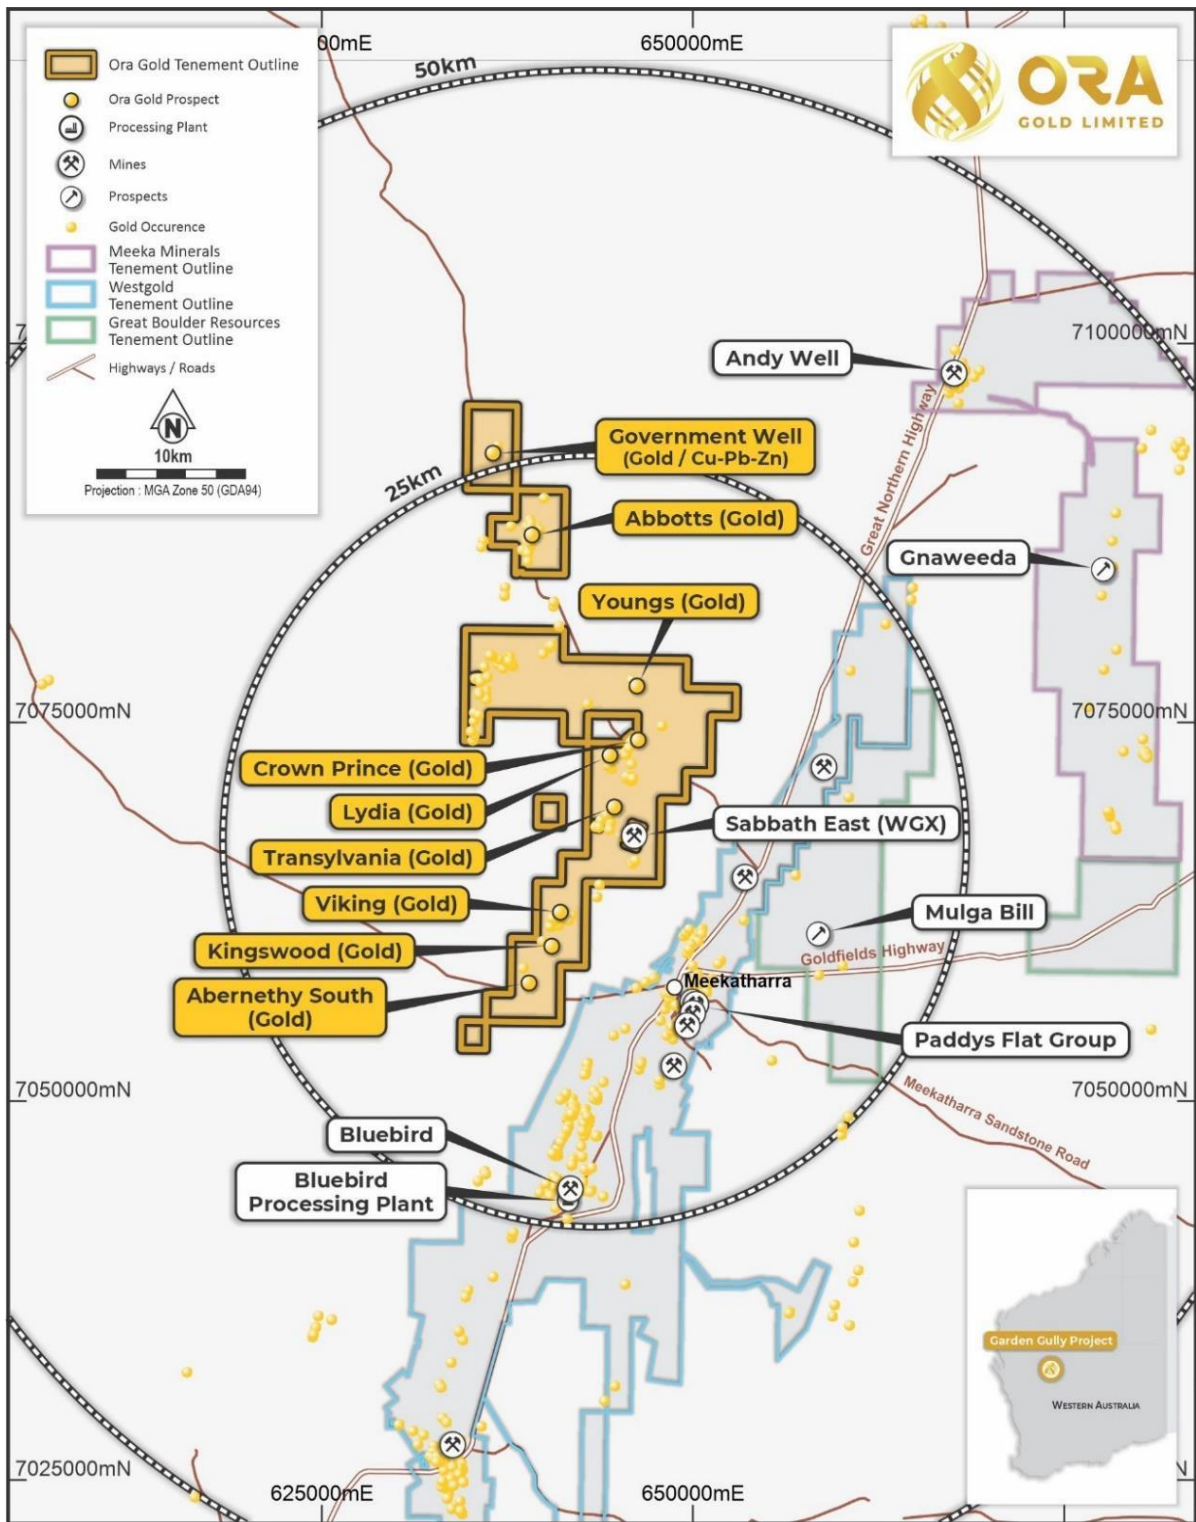 00mE
650000mE
50km
Ora Gold Tenement Outline
Ora Gold Prospect
Processing Plant
Mines
Prospects
Gold Occurence
Meeka Minerals
Tenement Outline
Westgold
Tenement Outline
Great Boulder Resources
Tenement Outline
Highways / Roads
N
10km
Projection : MGA Zone 50 (GDA94)
ORA
GOLD LIMITED
7100000mN
Andy Well
Great Northern Highway
Government Well
(Gold / Cu-Pb-Zn)
25km
Abbotts (Gold)
Gnaweeda
Youngs (Gold)
7075000mN
7075000mN
Crown Prince (Gold)
Lydia (Gold)
Sabbath East (WGX)
Transylvania (Gold)
Viking (Gold)
Mulga Bill
Kingswood (Gold)
Goldfields Highway
Meekatharra
Abernethy South
(Gold)
Paddys Flat Group
7050000mN
7050000mN
Meekatharra Sandstone Road
Bluebird
Bluebird
Processing Plant
Garden Gully Project
WESTERN AUSTRALIA
7025000mN
N
625000mE
650000mE